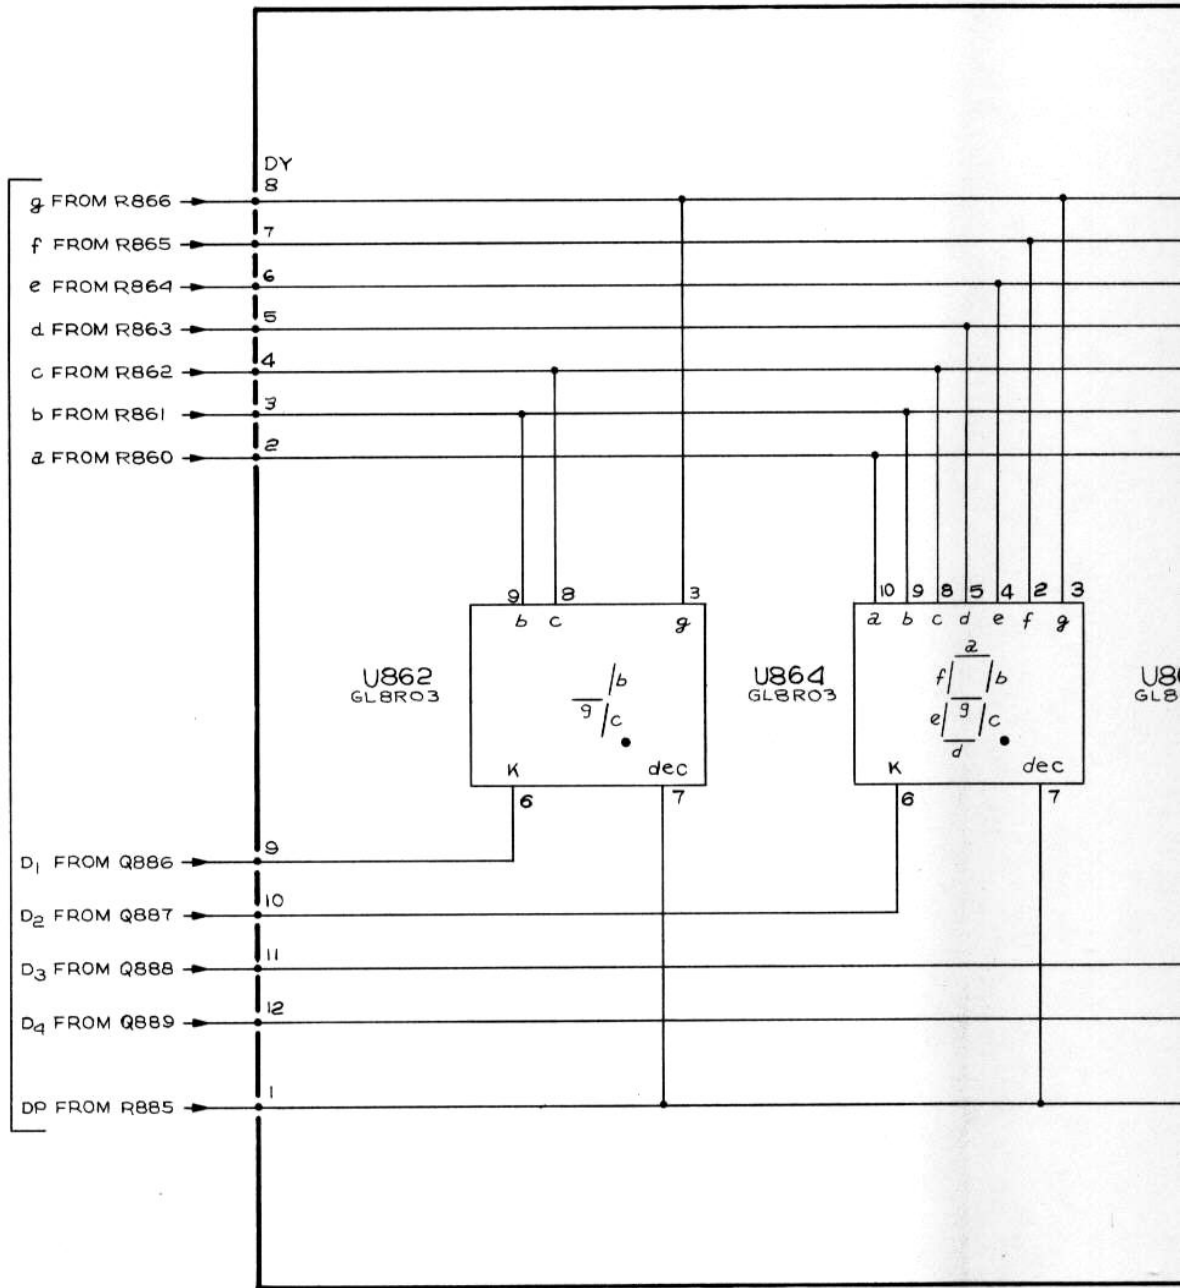 DY
8
g FROM R866
7
f FROM R865
6
e FROM R864
5
d FROM R863
4
c FROM R862
3
b FROM R861
2
a FROM R860
9 8 3
10 9 8 5 4 2 3
b c g
a b c d e f g
U862
GL8R03
b
g c
U864
GL8R03
a
f b
e g c
d
K dec
K dec
6 7
6 7
9
D1 FROM Q886
10
D2 FROM Q887
11
D3 FROM Q888
12
D4 FROM Q889
1
DP FROM R885